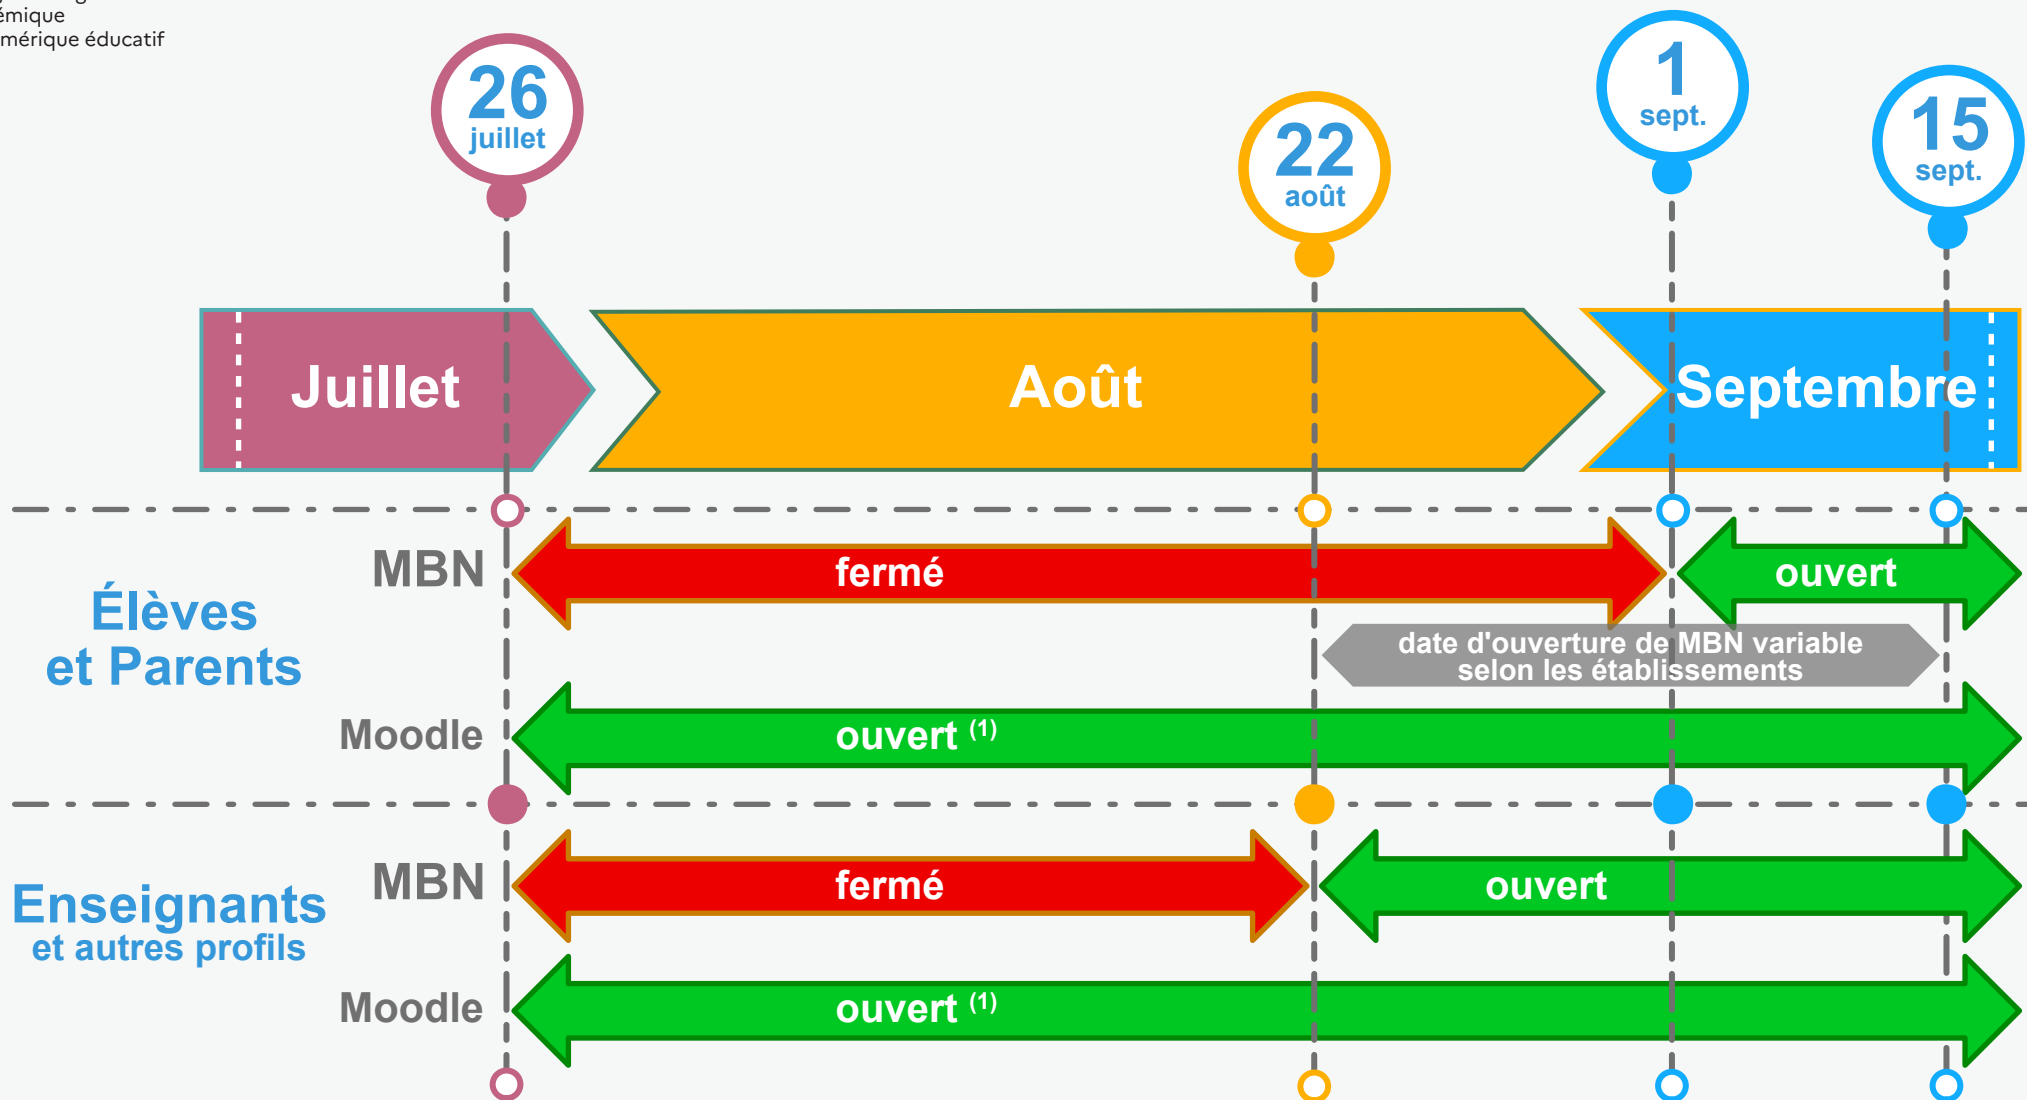 émique
mérique éducatif
26
juillet
22
août
1
sept.
15
sept.
Juillet
Août
Septembre
Élèves
et Parents
MBN
fermé
ouvert
date d'ouverture de MBN variable
selon les établissements
Moodle
ouvert (1)
Enseignants
et autres profils
MBN
fermé
ouvert
Moodle
ouvert (1)